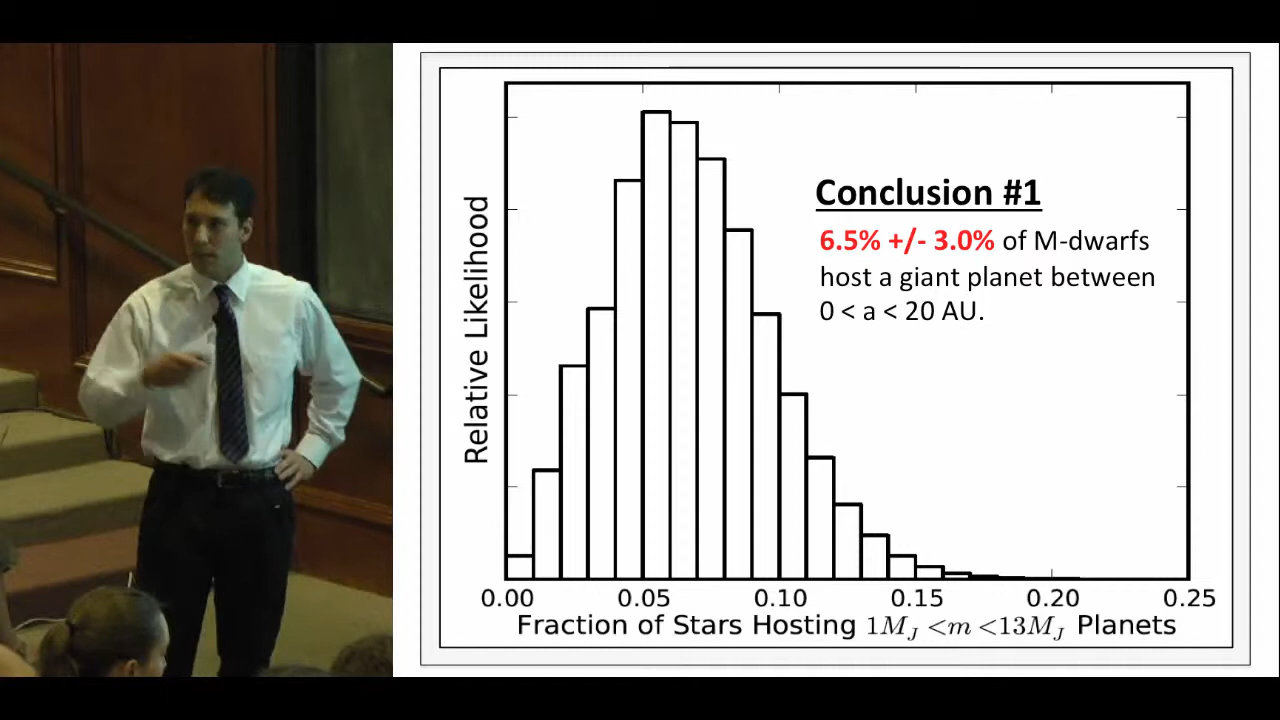 Conclusion #1
6.5% +/- 3.0% of M-dwarfs
host a giant planet between
0 < a < 20 AU.
Relative Likelihood
0.00 0.05 0.10 0.15 0.20 0.25
Fraction of Stars Hosting 1M_J <m <13M_J Planets